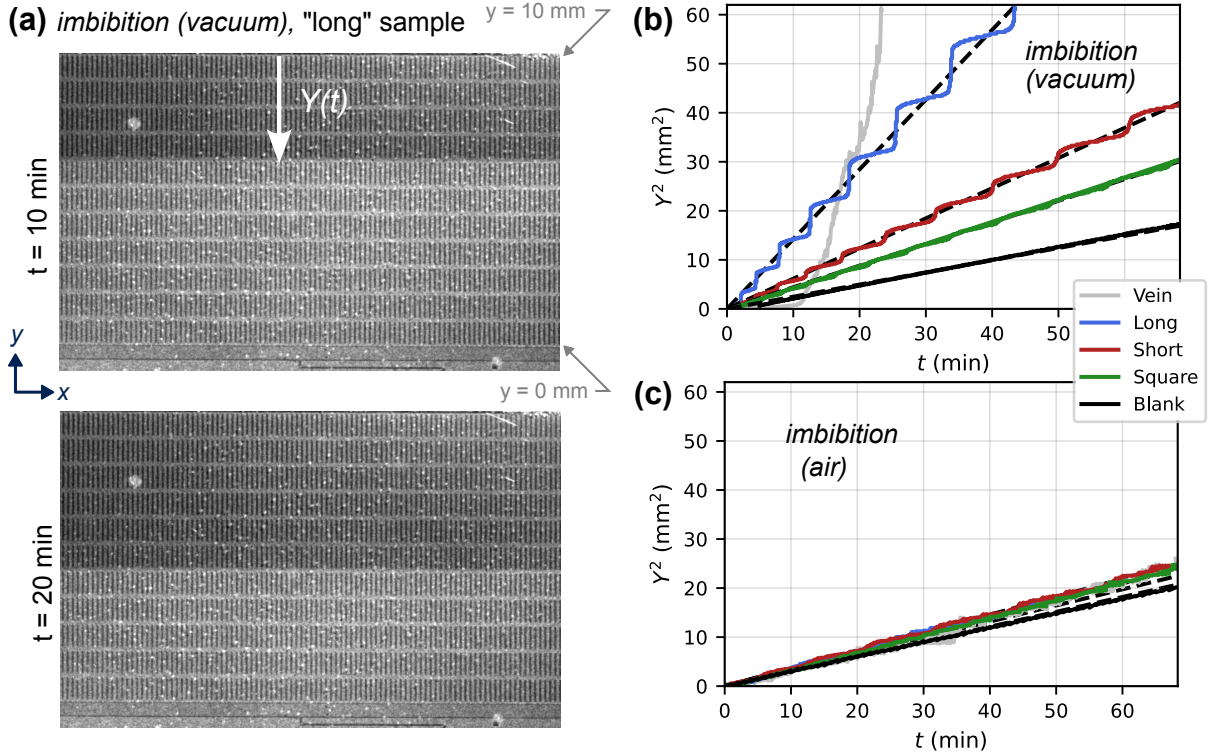 (a) imbibition (vacuum), "long" sample
y = 10 mm
Y(t)
t = 10 min
y
x
y = 0 mm
t = 20 min
(b)
imbibition
(vacuum)
Y² (mm²)
60
50
40
30
20
10
0
0 10 20 30 40 50
t (min)
Vein
Long
Short
Square
Blank
(c)
imbibition
(air)
Y² (mm²)
60
50
40
30
20
10
0
0 10 20 30 40 50 60
t (min)